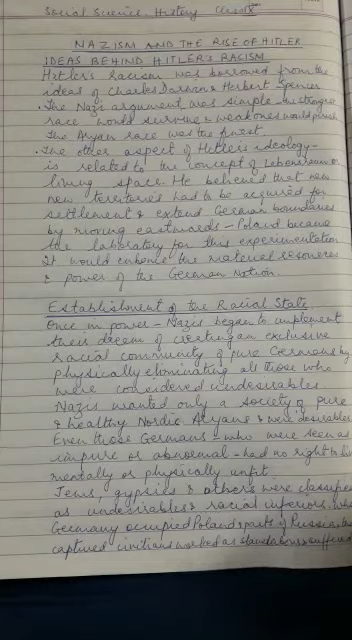 Social Science. History Class IX
NAZISM AND THE RISE OF HITLER
IDEAS BEHIND HITLER'S RACISM
Hitler's racism was borrowed from the
ideas of Charles Darwin & Herbert Spencer
• The Nazi argument was simple - the strongest
race would survive & weak ones would perish
The Aryan race was the purest.
• The other aspect of Hitler's ideology -
is related to the concept of Lebensraum or
living space. He believed that new
new territories had to be acquired for
settlement & extend German boundaries
by moving eastwards - Poland became
the laboratory for this experimentation
It would enhance the material resources
& power of the German Nation.
Establishment of the Racial State
Once in power - Nazis began to implement
their dream of creating an exclusive
racial community of pure Germans by
physically eliminating all those who
were considered undesirables
Nazis wanted only a society of pure
& healthy Nordic Aryans & were desirables
Even those Germans - who were seen as
impure or abnormal - had no right to live
mentally or physically unfit
Jews, gypsies & others were classified
as undesirables & racial inferiors. when
Germany occupied Poland & parts of Russia
captured civilians worked as slave labour & suffered